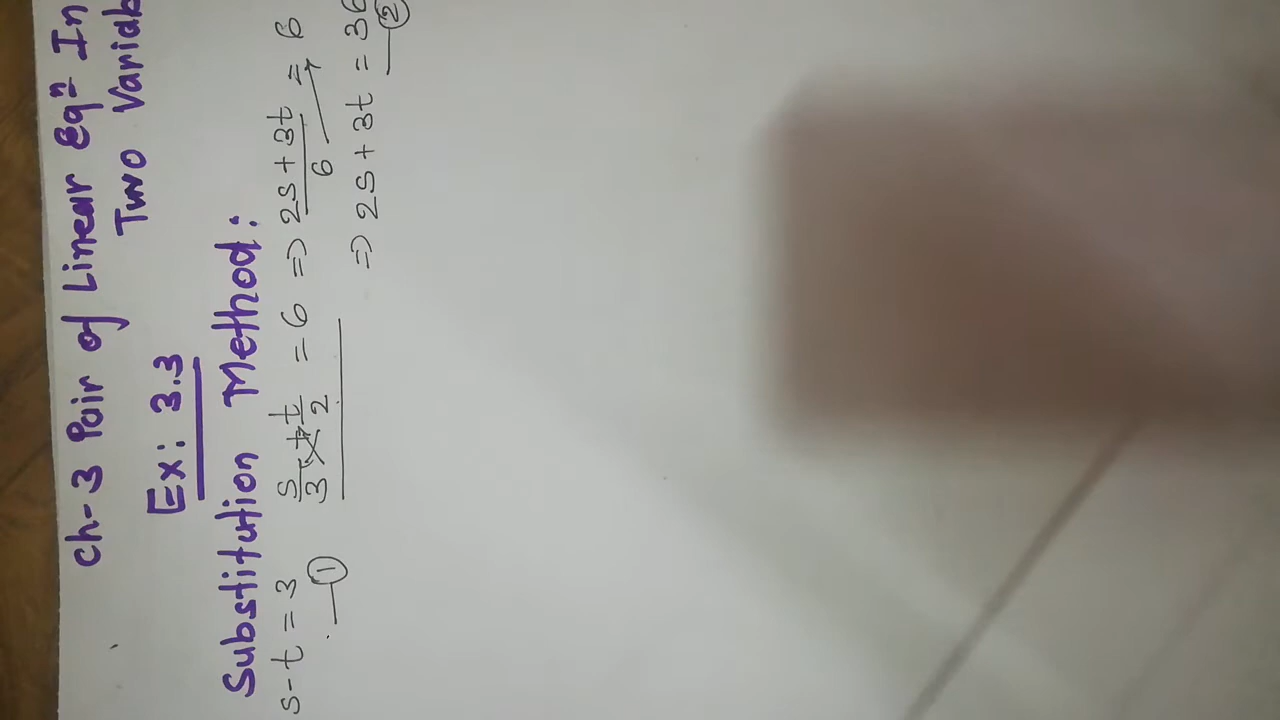 Ch-3 Pair of Linear Eqⁿ In
Two Variab
Ex: 3.3
Substitution Method:
s-t = 3 s/3 + t/2 = 6 => 2s+3t/6 = 6
①
=> 2s+3t = 36
②